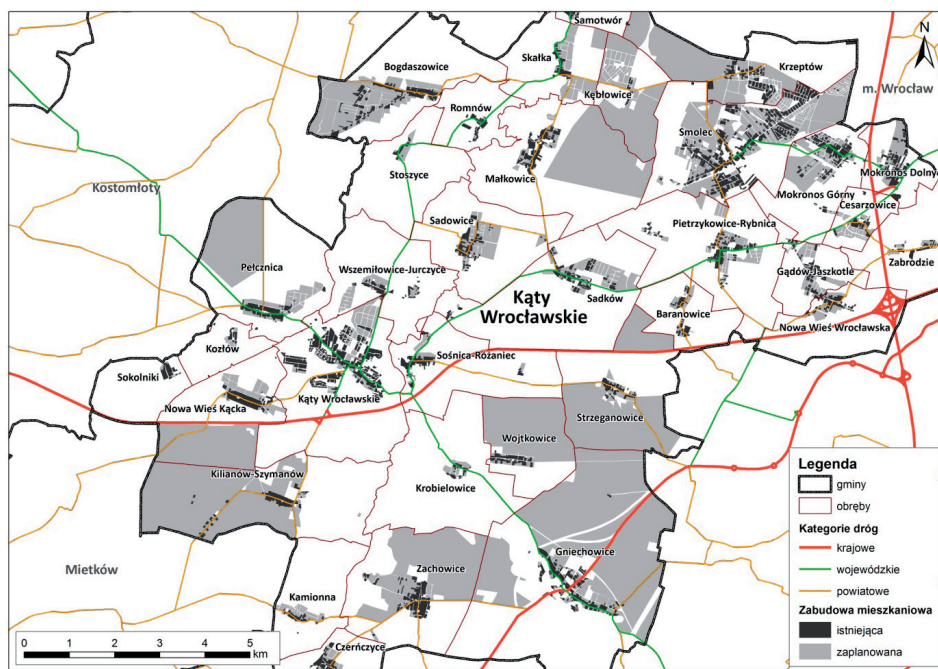 Samotwór
N
Skałka
Bogdaszowice
Krzeptów
m. Wrocław
Kębłowice
Romnów
Smolec
Stoszyce
Małkowice
Mokronos Dolny
Kostomłoty
Mokronos Górny
Cesarzowice
Sadowice
Pietrzykowice-Rybnica
Pełcznica
Wszemiłowice-Jurczyce
Zabrodzie
Gądów-Jaszkotle
Sadków
Kąty
Wrocławskie
Baranowice
Nowa Wieś Wrocławska
Kozłów
Sośnica-Różaniec
Sokolniki
Kąty Wrocławskie
Nowa Wieś Kącka
Strzeganowice
Wojtkowice
Kilianów-Szymanów
Krobielowice
Gniechowice
Zachowice
Mietków
Kamionna
Czerńczyce
0 1 2 3 4 5
km
Legenda
gminy
obręby
Kategorie dróg
krajowe
wojewódzkie
powiatowe
Zabudowa mieszkaniowa
istniejąca
zaplanowana